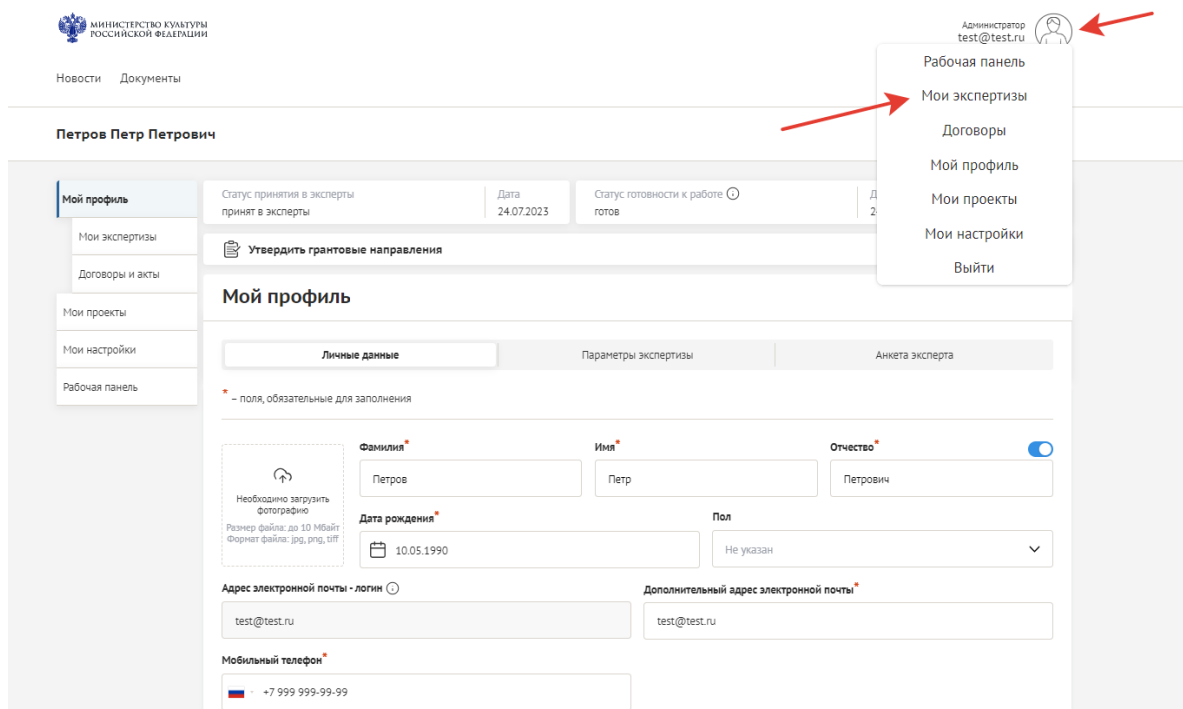 МИНИСТЕРСТВО КУЛЬТУРЫ
РОССИЙСКОЙ ФЕДЕРАЦИИ
Администратор
test@test.ru
Новости Документы
Рабочая панель
Мои экспертизы
Договоры
Мой профиль
Мои проекты
Мои настройки
Выйти
Петров Петр Петрович
Мой профиль
Мои экспертизы
Договоры и акты
Мои проекты
Мои настройки
Рабочая панель
Статус принятия в эксперты
принят в эксперты
Дата
24.07.2023
Статус готовности к работе
готов
Утвердить грантовые направления
Мой профиль
Личные данные Параметры экспертизы Анкета эксперта
* – поля, обязательные для заполнения
Необходимо загрузить
фотографию
Размер файла: до 10 Мбайт
Формат файла: jpg, png, tiff
Фамилия* Имя* Отчество*
Петров Петр Петрович
Дата рождения* Пол
10.05.1990 Не указан
Адрес электронной почты - логин Дополнительный адрес электронной почты*
test@test.ru test@test.ru
Мобильный телефон*
+7 999 999-99-99